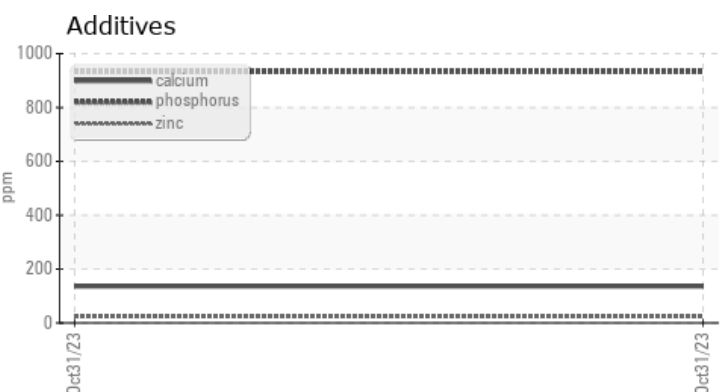 Additives
1000
calcium
phosphorus
zinc
800
600
ppm
400
200
0
Oct31/23
Oct31/23